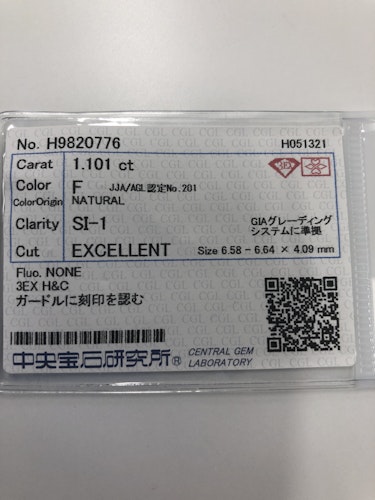 No. H9820776 H051321
Carat 1.101 ct
Color F JJA/AGL認定No.201
ColorOrigin NATURAL
Clarity SI-1 GIAグレーディング
システムに準拠
Cut EXCELLENT Size 6.58 - 6.64 × 4.09 mm
Fluo. NONE
3EX H&C
ガードルに刻印を認む
中央宝石研究所® CENTRAL GEM
LABORATORY